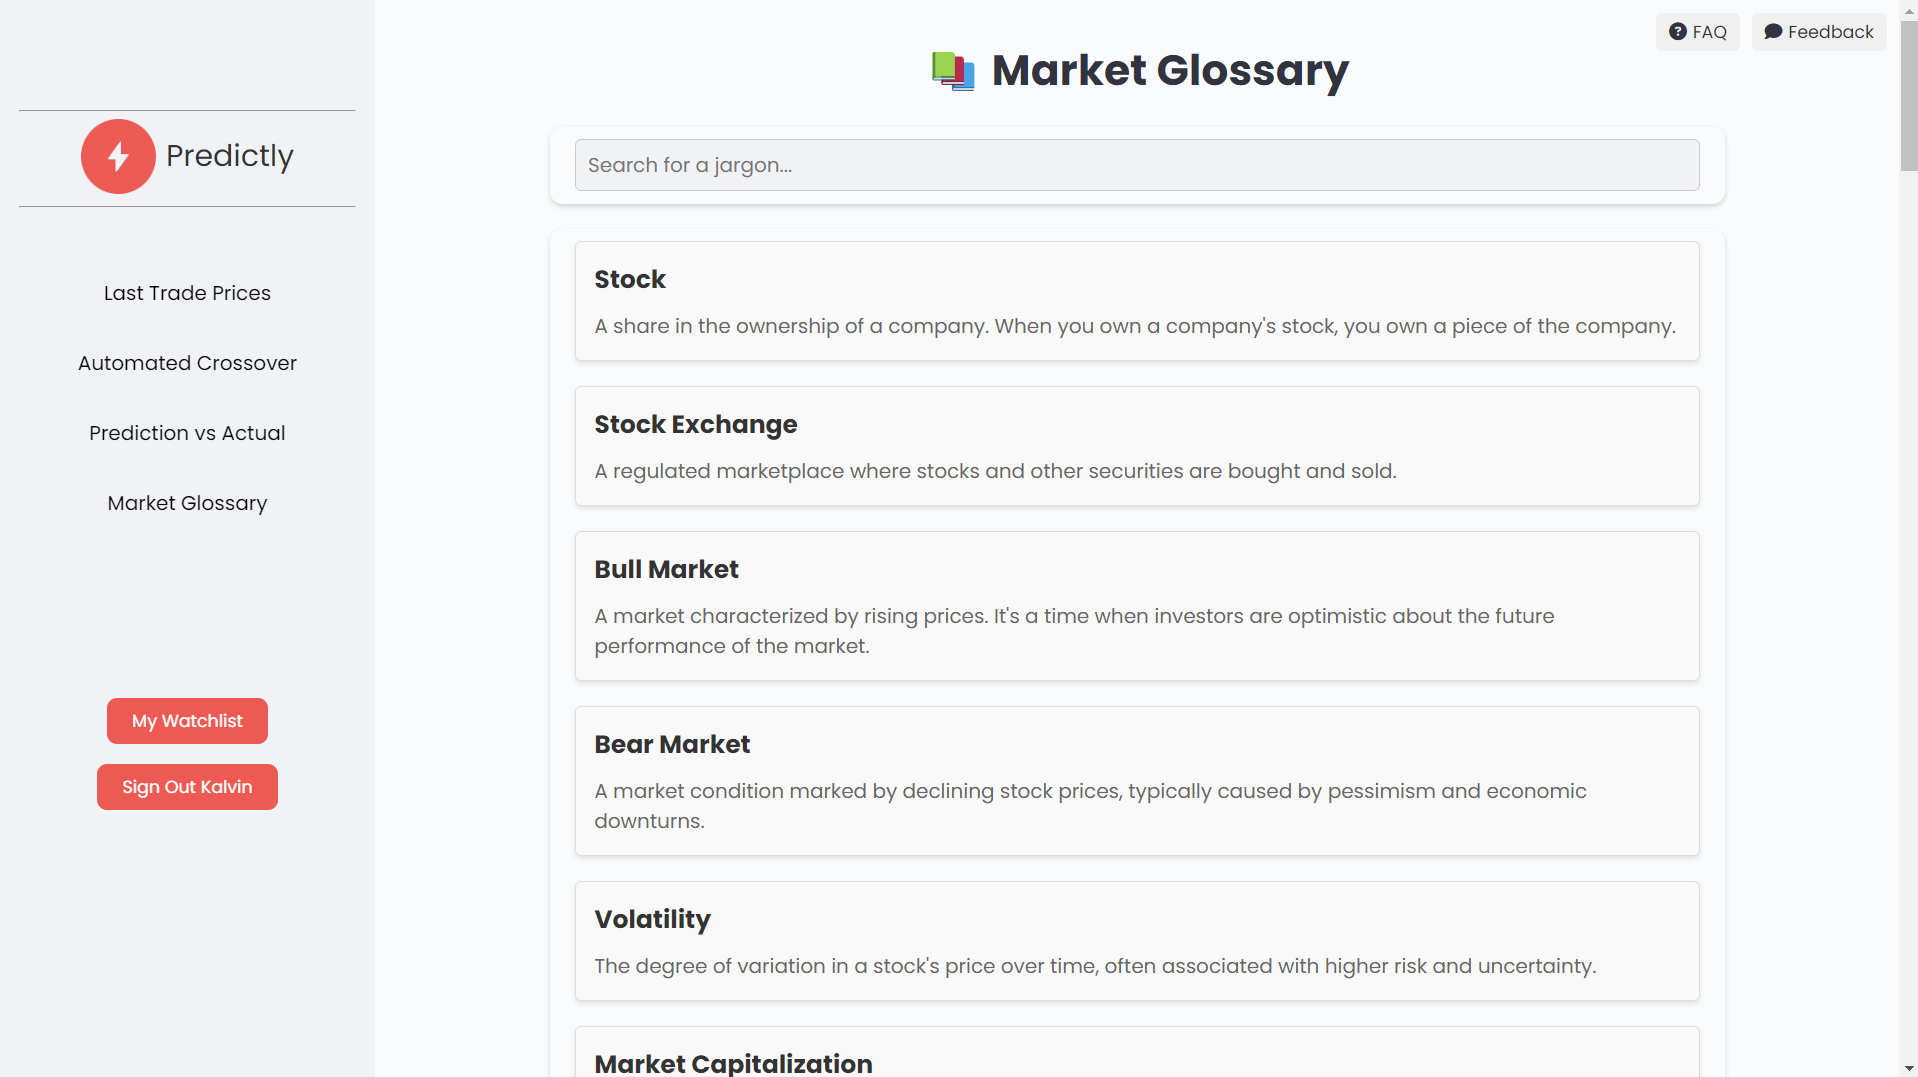 Predictly
Last Trade Prices
Automated Crossover
Prediction vs Actual
Market Glossary
My Watchlist
Sign Out Kalvin
FAQ
Feedback
Market Glossary
Search for a jargon...
Stock
A share in the ownership of a company. When you own a company's stock, you own a piece of the company.
Stock Exchange
A regulated marketplace where stocks and other securities are bought and sold.
Bull Market
A market characterized by rising prices. It's a time when investors are optimistic about the future
performance of the market.
Bear Market
A market condition marked by declining stock prices, typically caused by pessimism and economic
downturns.
Volatility
The degree of variation in a stock's price over time, often associated with higher risk and uncertainty.
Market Capitalization